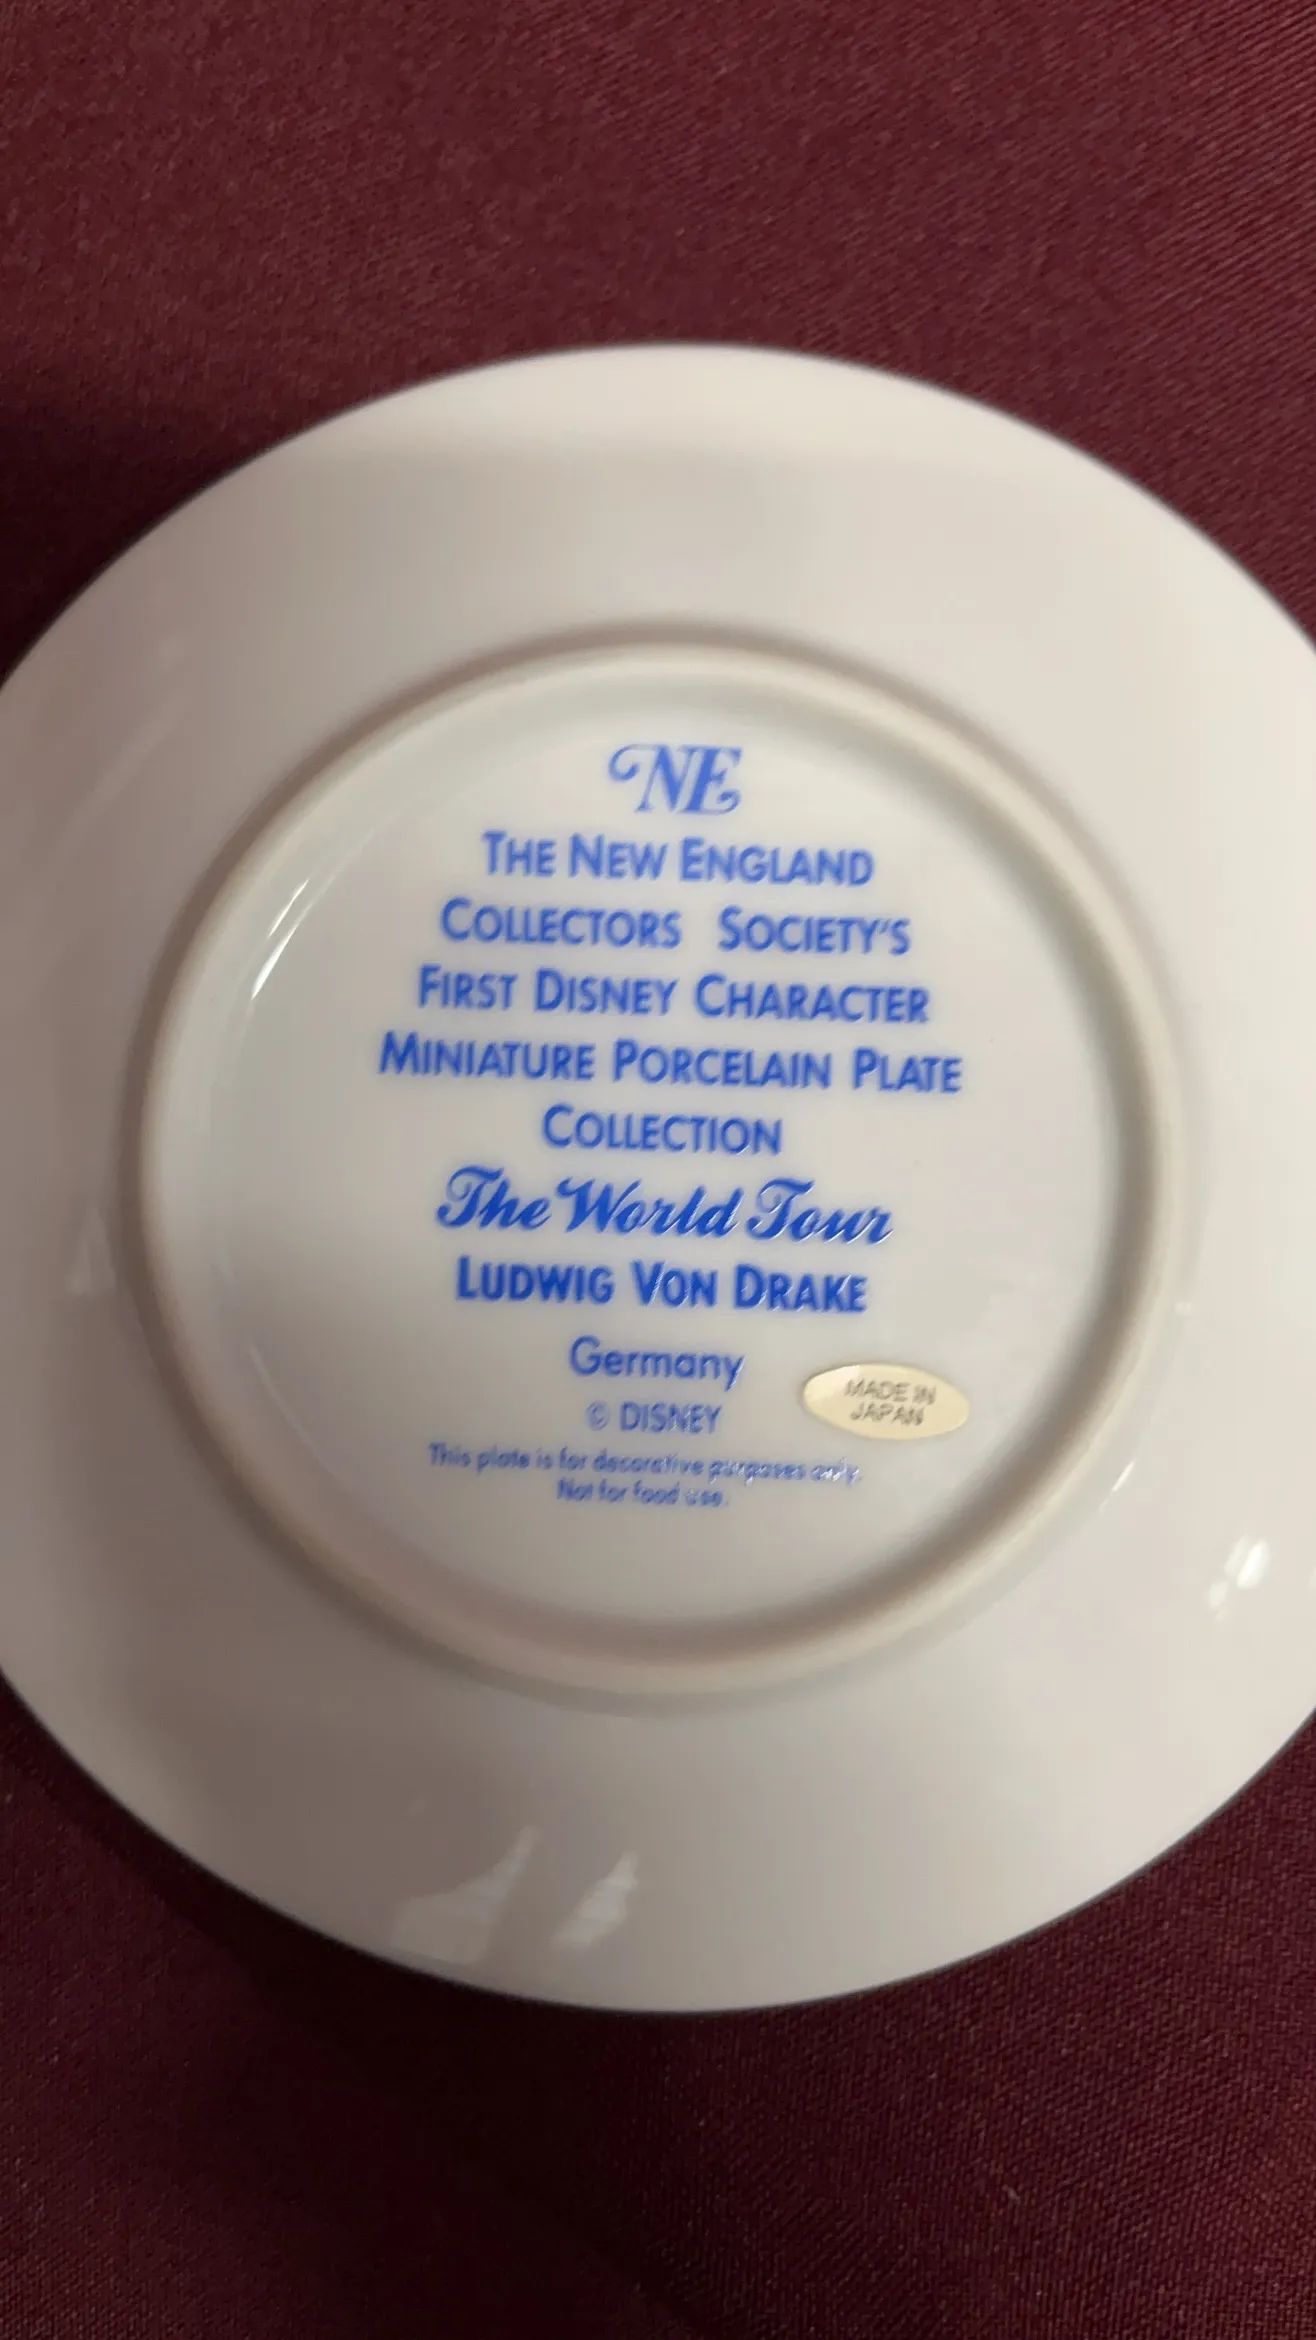 NE
THE NEW ENGLAND
COLLECTORS SOCIETY'S
FIRST DISNEY CHARACTER
MINIATURE PORCELAIN PLATE
COLLECTION
The World Tour
LUDWIG VON DRAKE
Germany
© DISNEY
MADE IN
JAPAN
This plate is for decorative purposes only.
Not for food use.